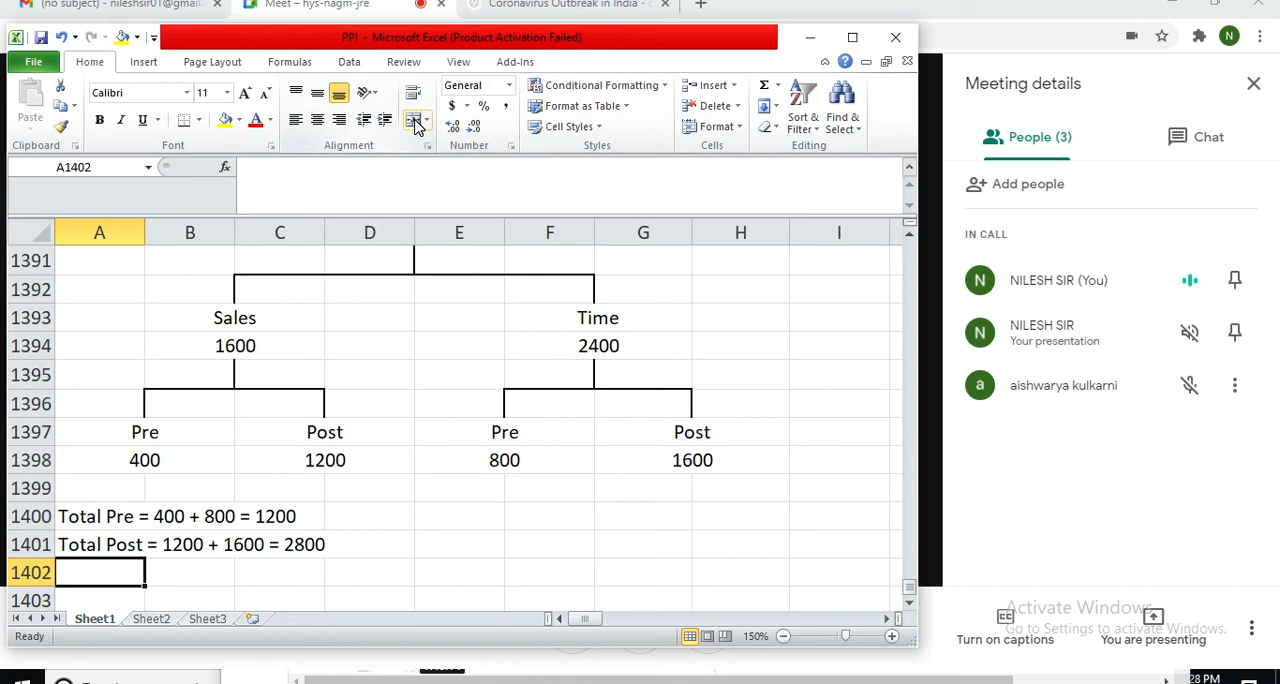 (no subject) - nileshsir01@gmail.
Meet – hys-nagm-jre
Coronavirus Outbreak in India -
PPI - Microsoft Excel (Product Activation Failed)
N
File Home Insert Page Layout Formulas Data Review View Add-Ins
Paste
Calibri 11
General
Conditional Formatting
Format as Table
Cell Styles
Insert
Delete
Format
Sort & Filter
Find & Select
B I U
$ % ,
Clipboard Font Alignment Number Styles Cells Editing
A1402 fx
A B C D E F G H I
1391
1392
1393 Sales Time
1394 1600 2400
1395
1396
1397 Pre Post Pre Post
1398 400 1200 800 1600
1399
1400 Total Pre = 400 + 800 = 1200
1401 Total Post = 1200 + 1600 = 2800
1402
1403
Sheet1 Sheet2 Sheet3
Ready 150%
Meeting details
People (3) Chat
Add people
IN CALL
N NILESH SIR (You)
N NILESH SIR
Your presentation
a aishwarya kulkarni
Activate Windows
Go to Settings to activate Windows.
Turn on captions
You are presenting
28 PM